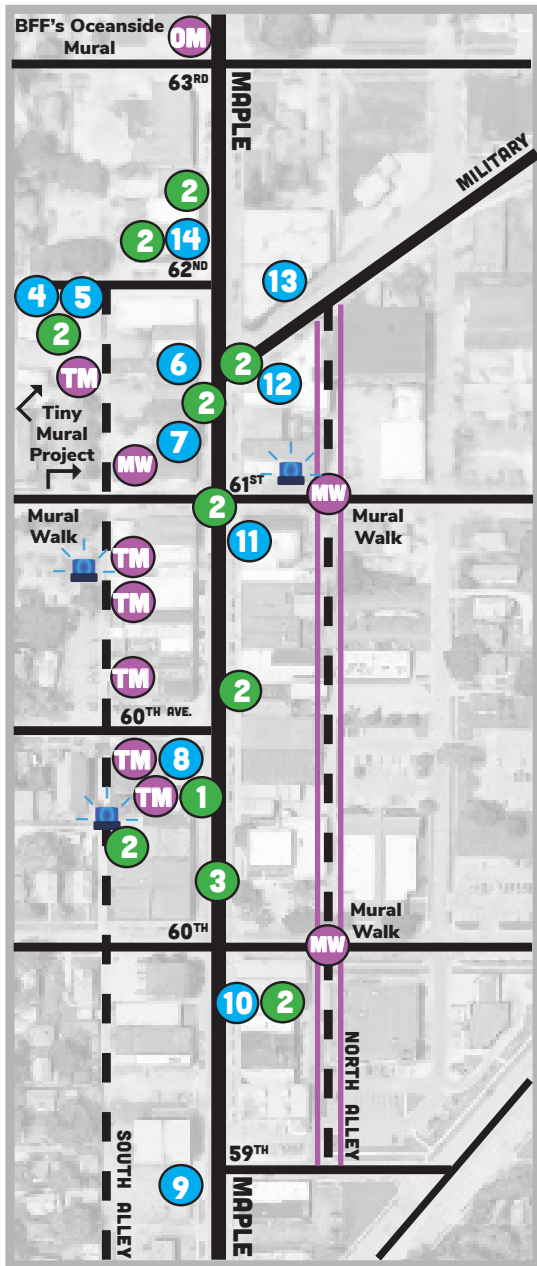 BFF's Oceanside
Mural
OM
63RD
MAPLE
MILITARY
2
2
14
62ND
13
4
5
2
6
2
12
TM
2
Tiny
Mural
Project
7
MW
61ST
MW
2
Mural
Walk
Mural
Walk
11
TM
TM
TM
2
60TH AVE.
TM
8
TM
1
2
3
Mural
Walk
60TH
MW
10
2
NORTH ALLEY
SOUTH ALLEY
59TH
9
MAPLE